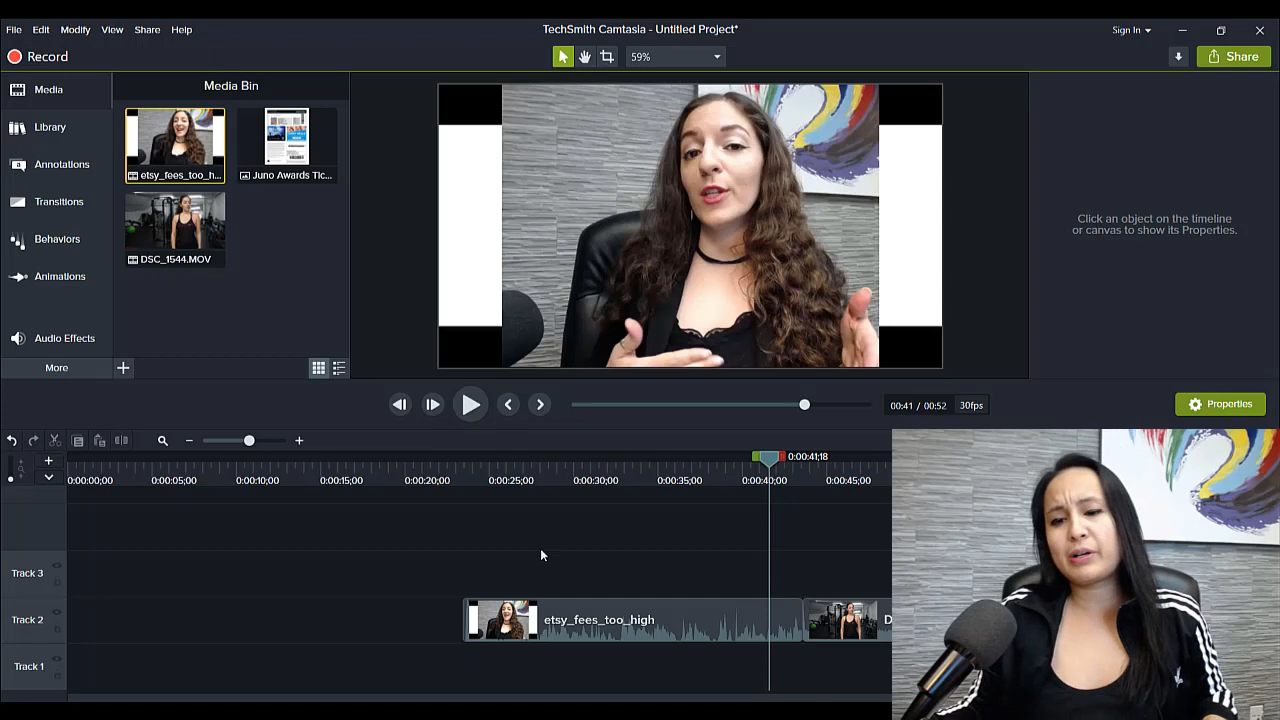 TechSmith Camtasia - Untitled Project*
File Edit Modify View Share Help
Sign In
Record
59%
Share
Media
Library
Annotations
Transitions
Behaviors
Animations
Audio Effects
More
Media Bin
etsy_fees_too_h...
Juno Awards Tic...
DSC_1544.MOV
Click an object on the timeline
or canvas to show its Properties.
00:41 / 00:52 30fps
Properties
0:00:41;18
0:00:00;00 0:00:05;00 0:00:10;00 0:00:15;00 0:00:20;00 0:00:25;00 0:00:30;00 0:00:35;00 0:00:40;00 0:00:45;00
Track 3
Track 2
etsy_fees_too_high
D
Track 1